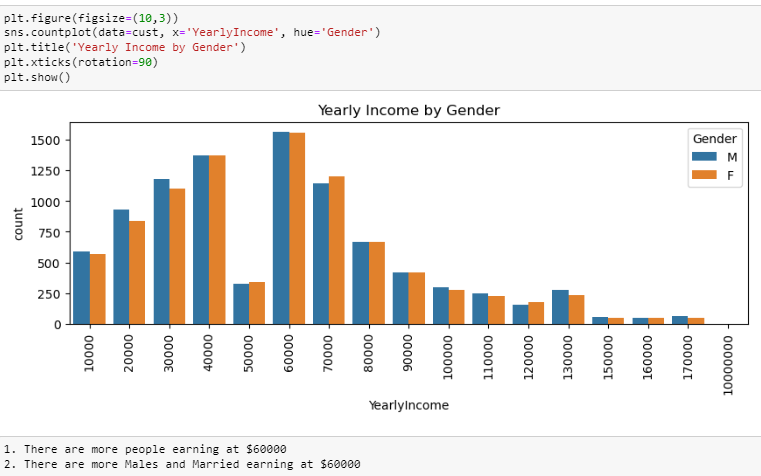 plt.figure(figsize=(10,3))
sns.countplot(data=cust, x='YearlyIncome', hue='Gender')
plt.title('Yearly Income by Gender')
plt.xticks(rotation=90)
plt.show()
Yearly Income by Gender
Gender
M
F
1500
1250
1000
750
500
250
0
count
10000
20000
30000
40000
50000
60000
70000
80000
90000
100000
110000
120000
130000
150000
160000
170000
10000000
YearlyIncome
1. There are more people earning at $60000
2. There are more Males and Married earning at $60000